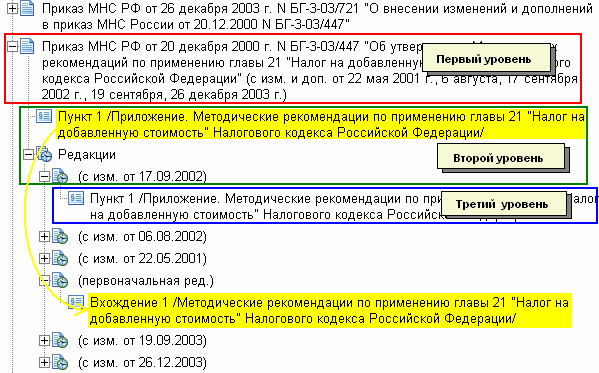 Приказ МНС РФ от 26 декабря 2003 г. N БГ-3-03/721 "О внесении изменений и дополнений
в приказ МНС России от 20.12.2000 N БГ-3-03/447"
Приказ МНС РФ от 20 декабря 2000 г. N БГ-3-03/447 "Об утвер
рекомендаций по применению главы 21 "Налог на добавленную
кодекса Российской Федерации" (с изм. и доп. от 22 мая 2001 г., 6 августа, 17 сентября
2002 г., 19 сентября, 26 декабря 2003 г.)
Первый уровень
Пункт 1 /Приложение. Методические рекомендации по применению главы 21 "Налог на
добавленную стоимость" Налогового кодекса Российской Федерации/
Редакции
Второй уровень
(с изм. от 17.09.2002)
Пункт 1 /Приложение. Методические рекомендации по
на добавленную стоимость" Налогового кодекса Российской
Третий уровень
(с изм. от 06.08.2002)
(с изм. от 22.05.2001)
(первоначальная ред.)
Вхождение 1 /Методические рекомендации по применению главы 21 "Налог на
добавленную стоимость" Налогового кодекса Российской Федерации/
(с изм. от 19.09.2003)
(с изм. от 26.12.2003)